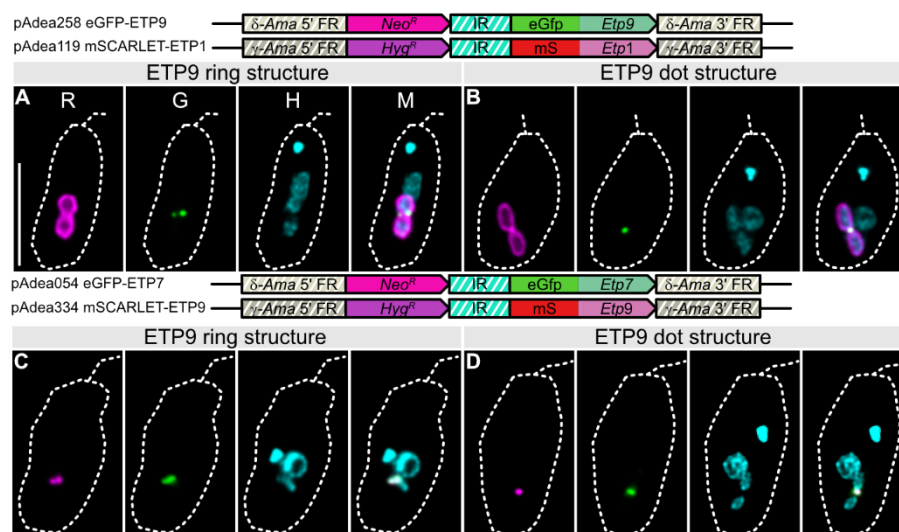 pAdea258 eGFP-ETP9 δ-Ama 5' FR Neoᴿ IR eGfp Etp9 δ-Ama 3' FR
pAdea119 mSCARLET-ETP1 γ-Ama 5' FR Hygᴿ IR mS Etp1 γ-Ama 3' FR
ETP9 ring structure ETP9 dot structure
A R G H M B
pAdea054 eGFP-ETP7 δ-Ama 5' FR Neoᴿ IR eGfp Etp7 δ-Ama 3' FR
pAdea334 mSCARLET-ETP9 γ-Ama 5' FR Hygᴿ IR mS Etp9 γ-Ama 3' FR
ETP9 ring structure ETP9 dot structure
C D